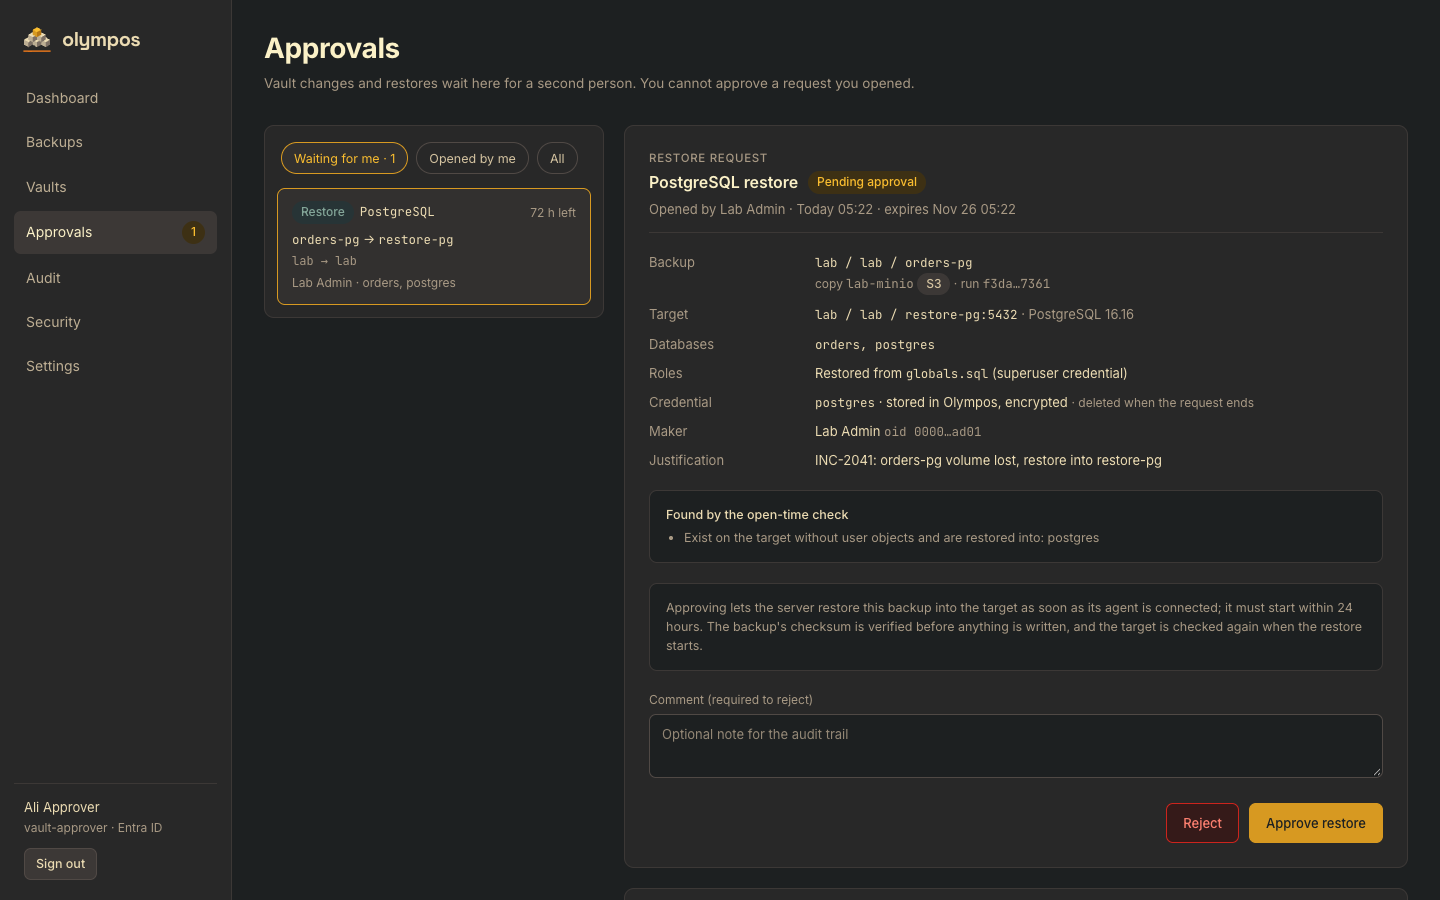 olympos
Dashboard
Backups
Vaults
Approvals 1
Audit
Security
Settings
Ali Approver
vault-approver · Entra ID
Sign out
Approvals
Vault changes and restores wait here for a second person. You cannot approve a request you opened.
Waiting for me · 1 Opened by me All
Restore PostgreSQL 72 h left
orders-pg → restore-pg
lab → lab
Lab Admin · orders, postgres
RESTORE REQUEST
PostgreSQL restore Pending approval
Opened by Lab Admin · Today 05:22 · expires Nov 26 05:22
Backup lab / lab / orders-pg
copy lab-minio S3 · run f3da…7361
Target lab / lab / restore-pg:5432 · PostgreSQL 16.16
Databases orders, postgres
Roles Restored from globals.sql (superuser credential)
Credential postgres · stored in Olympos, encrypted · deleted when the request ends
Maker Lab Admin oid 0000…ad01
Justification INC-2041: orders-pg volume lost, restore into restore-pg
Found by the open-time check
• Exist on the target without user objects and are restored into: postgres
Approving lets the server restore this backup into the target as soon as its agent is connected; it must start within 24
hours. The backup's checksum is verified before anything is written, and the target is checked again when the restore
starts.
Comment (required to reject)
Optional note for the audit trail
Reject Approve restore